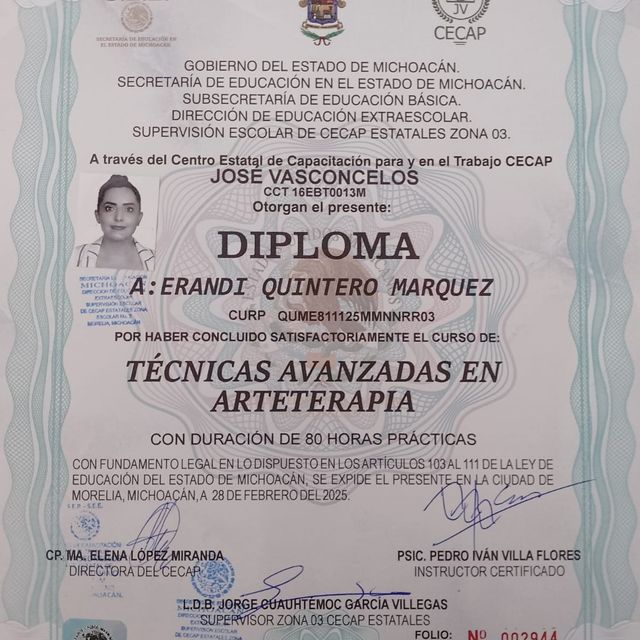 SECRETARÍA DE EDUCACIÓN EN
EL ESTADO DE MICHOACÁN
JV
CECAP
GOBIERNO DEL ESTADO DE MICHOACÁN.
SECRETARÍA DE EDUCACIÓN EN EL ESTADO DE MICHOACÁN.
SUBSECRETARÍA DE EDUCACIÓN BÁSICA.
DIRECCIÓN DE EDUCACIÓN EXTRAESCOLAR.
SUPERVISIÓN ESCOLAR DE CECAP ESTATALES ZONA 03.
A través del Centro Estatal de Capacitación para y en el Trabajo CECAP
JOSÉ VASCONCELOS
CCT 16EBT0013M
Otorgan el presente:
DIPLOMA
A: ERANDI QUINTERO MARQUEZ
CURP QUME811125MMNNRR03
POR HABER CONCLUIDO SATISFACTORIAMENTE EL CURSO DE:
TÉCNICAS AVANZADAS EN
ARTETERAPIA
CON DURACIÓN DE 80 HORAS PRÁCTICAS
CON FUNDAMENTO LEGAL EN LO DISPUESTO EN LOS ARTÍCULOS 103 AL 111 DE LA LEY DE
EDUCACIÓN DEL ESTADO DE MICHOACÁN, SE EXPIDE EL PRESENTE EN LA CIUDAD DE
MORELIA, MICHOACÁN, A 28 DE FEBRERO DEL 2025.
CP. MA. ELENA LÓPEZ MIRANDA
DIRECTORA DEL CECAP
PSIC. PEDRO IVÁN VILLA FLORES
INSTRUCTOR CERTIFICADO
L.D.B. JORGE CUAUHTÉMOC GARCÍA VILLEGAS
SUPERVISOR ZONA 03 CECAP ESTATALES
FOLIO: Nº 002944